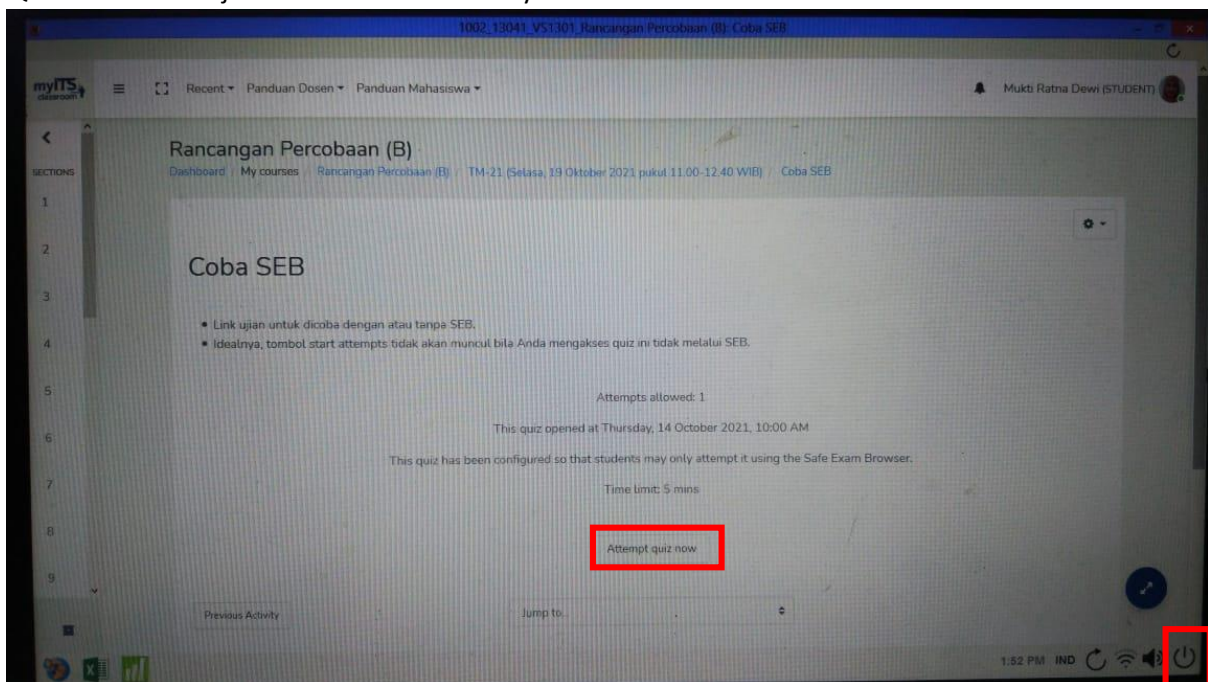 1002_13041_VS1301_Rancangan Percobaan (B): Coba SEB
myITS
classroom
Recent
Panduan Dosen
Panduan Mahasiswa
Mukti Ratna Dewi (STUDENT)
SECTIONS
Rancangan Percobaan (B)
Dashboard / My courses / Rancangan Percobaan (B) / TM-21 (Selasa, 19 Oktober 2021 pukul 11.00-12.40 WIB) / Coba SEB
1
2
3
4
5
6
7
8
9
Coba SEB
• Link ujian untuk dicoba dengan atau tanpa SEB.
• Idealnya, tombol start attempts tidak akan muncul bila Anda mengakses quiz ini tidak melalui SEB.
Attempts allowed: 1
This quiz opened at Thursday, 14 October 2021, 10:00 AM
This quiz has been configured so that students may only attempt it using the Safe Exam Browser.
Time limit: 5 mins
Attempt quiz now
Previous Activity
Jump to...
1:52 PM IND